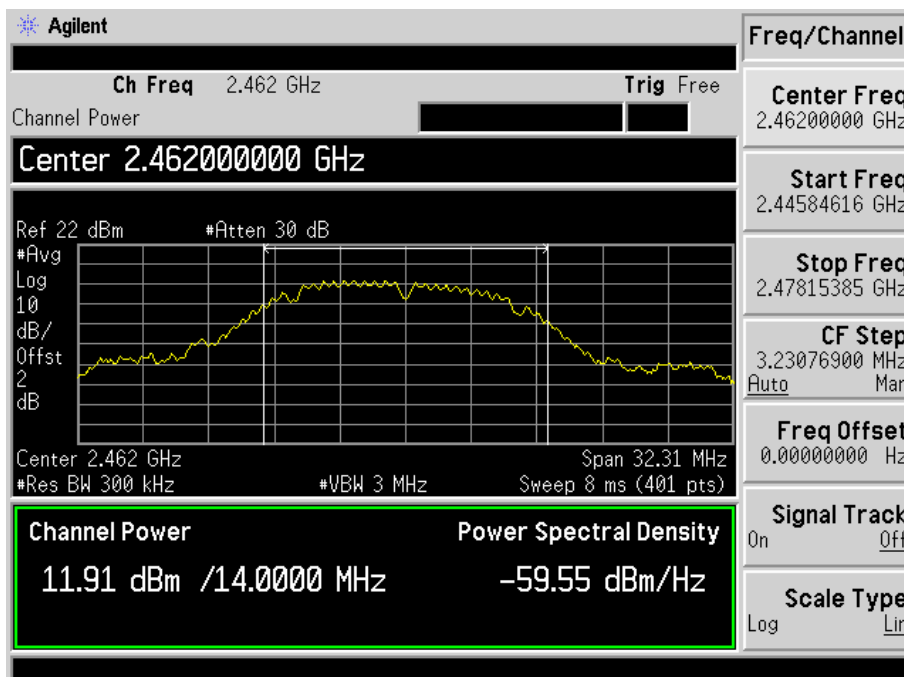 Agilent
Freq/Channel
Ch Freq 2.462 GHz Trig Free
Channel Power
Center 2.462000000 GHz
Ref 22 dBm #Atten 30 dB
#Avg
Log
10
dB/
Offst
2
dB
Center 2.462 GHz Span 32.31 MHz
#Res BW 300 kHz #VBW 3 MHz Sweep 8 ms (401 pts)
Channel Power Power Spectral Density
11.91 dBm /14.0000 MHz -59.55 dBm/Hz
Center Freq
2.46200000 GHz
Start Freq
2.44584616 GHz
Stop Freq
2.47815385 GHz
CF Step
3.23076900 MHz
Auto Man
Freq Offset
0.00000000 Hz
Signal Track
On Off
Scale Type
Log Lin